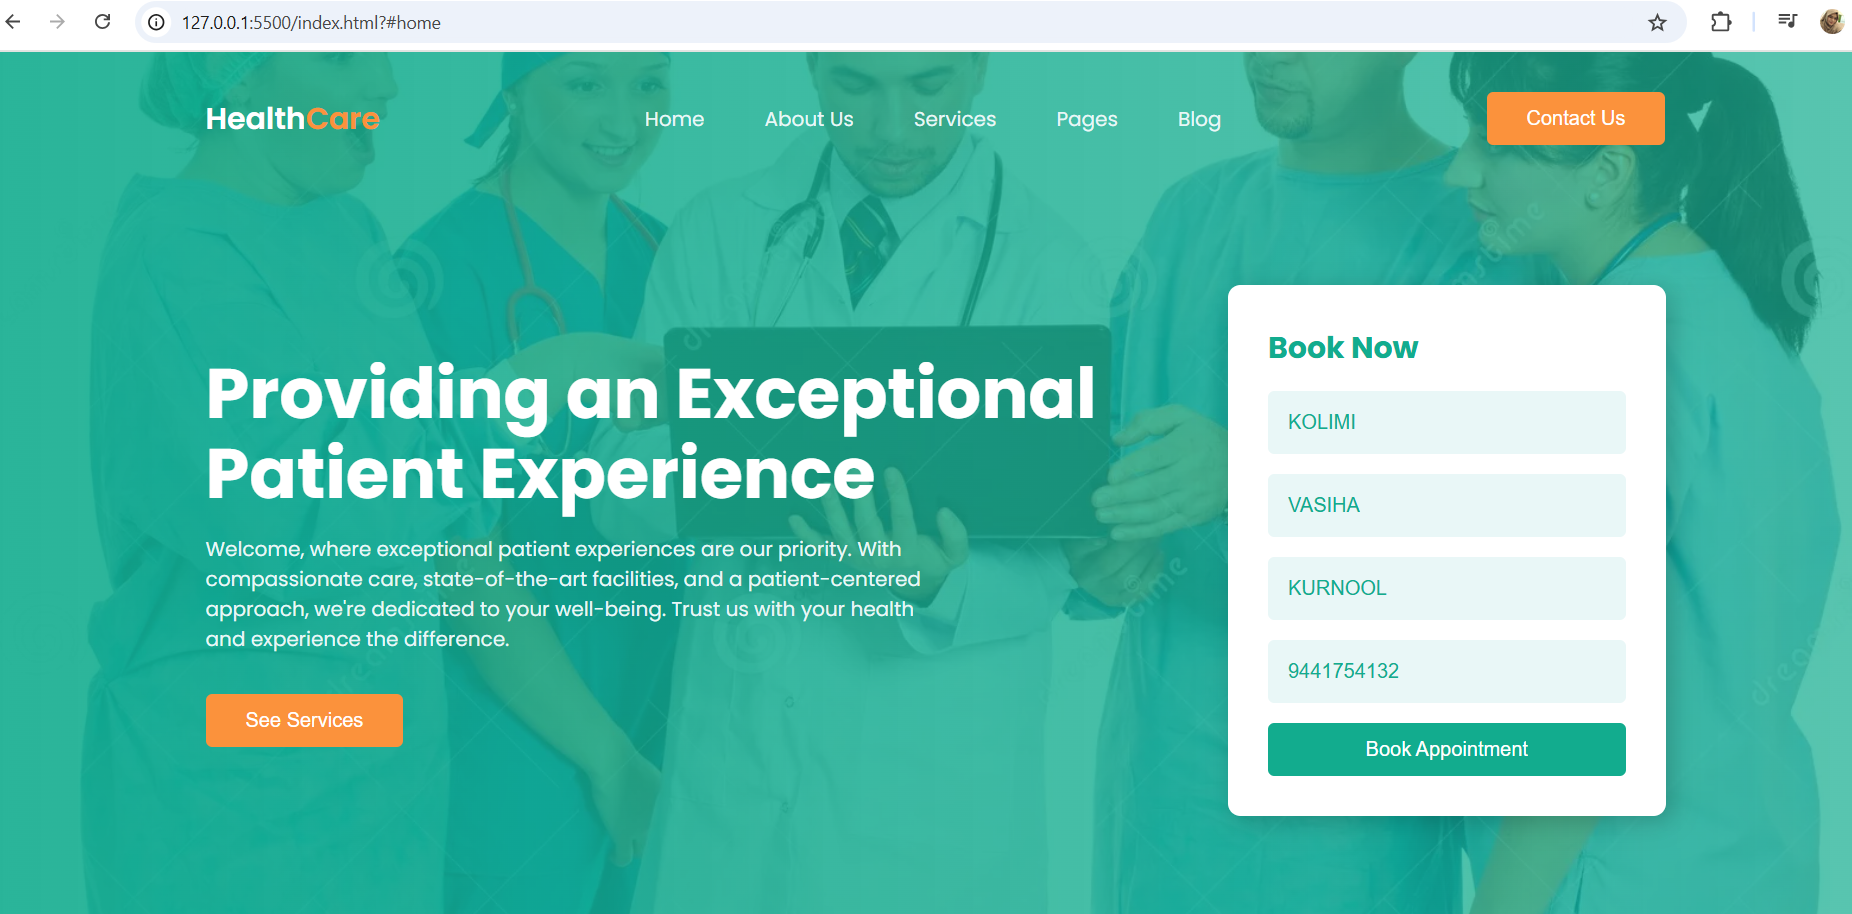 127.0.0.1:5500/index.html?#home
HealthCare
Home
About Us
Services
Pages
Blog
Contact Us
Book Now
KOLIMI
VASIHA
KURNOOL
9441754132
Book Appointment
Providing an Exceptional
Patient Experience
Welcome, where exceptional patient experiences are our priority. With
compassionate care, state-of-the-art facilities, and a patient-centered
approach, we're dedicated to your well-being. Trust us with your health
and experience the difference.
See Services